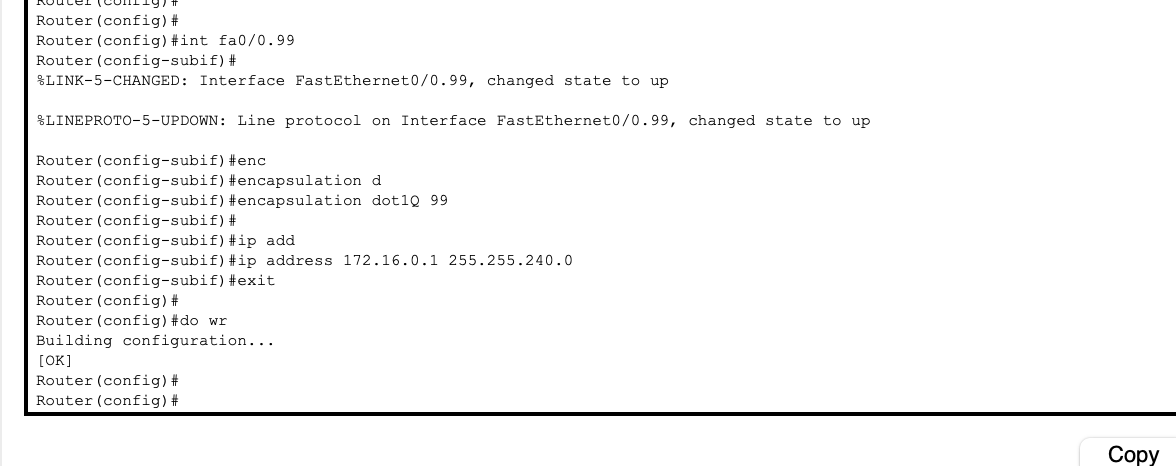 Router(config)#
Router(config)#
Router(config)#int fa0/0.99
Router(config-subif)#
%LINK-5-CHANGED: Interface FastEthernet0/0.99, changed state to up
%LINEPROTO-5-UPDOWN: Line protocol on Interface FastEthernet0/0.99, changed state to up
Router(config-subif)#enc
Router(config-subif)#encapsulation d
Router(config-subif)#encapsulation dot1Q 99
Router(config-subif)#
Router(config-subif)#ip add
Router(config-subif)#ip address 172.16.0.1 255.255.240.0
Router(config-subif)#exit
Router(config)#
Router(config)#do wr
Building configuration...
[OK]
Router(config)#
Router(config)#
Copy